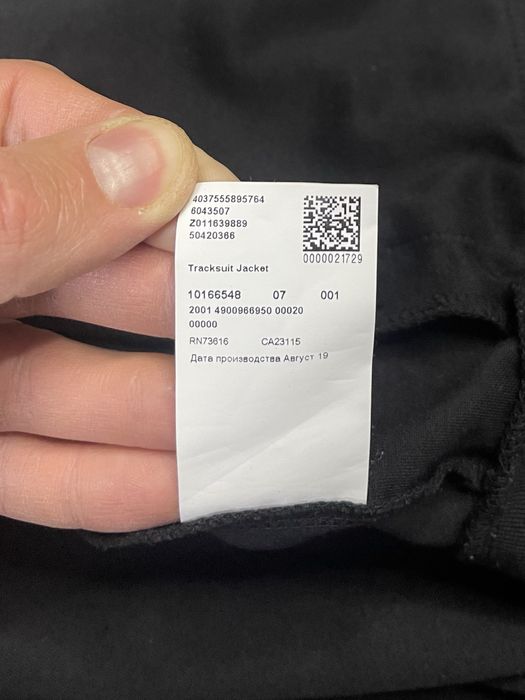 4037555895764
6043507
Z011639889
50420366
0000021729
Tracksuit Jacket
10166548 07 001
2001 4900966950 00020
00000
RN73616 CA23115
Дата производства Август 19